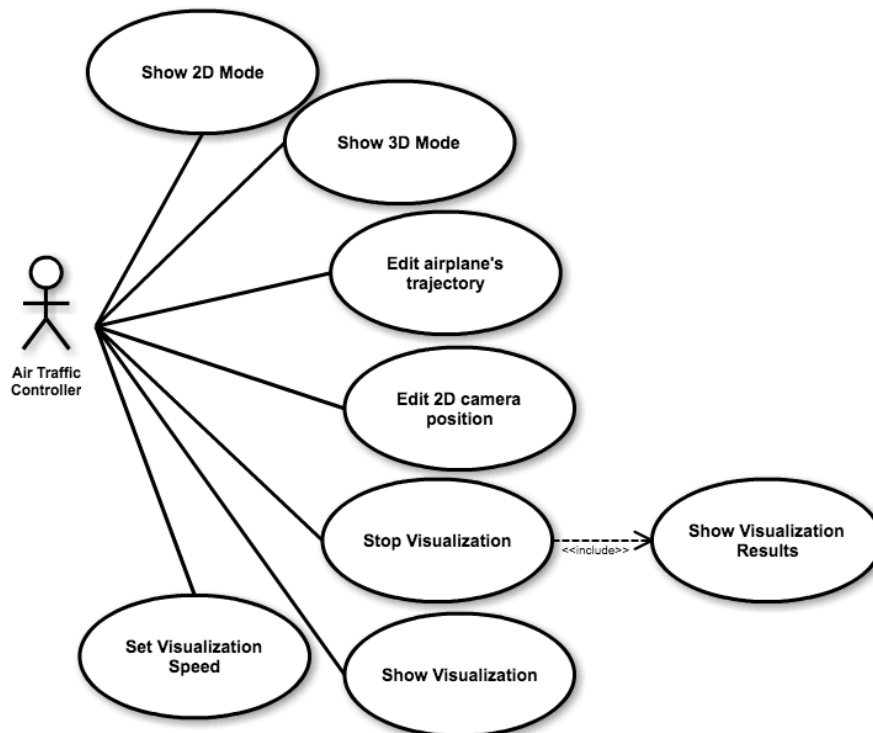 Show 2D Mode
Show 3D Mode
Edit airplane's
trajectory
Air Traffic
Controller
Edit 2D camera
position
Stop Visualization
<<include>>
Show Visualization
Results
Set Visualization
Speed
Show Visualization